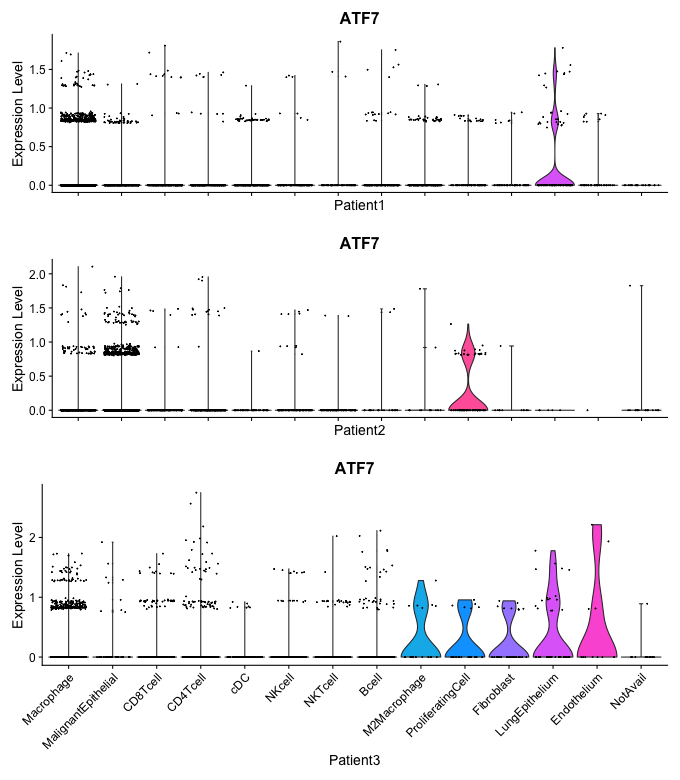 ATF7
Expression Level
1.5
1.0
0.5
0.0
Patient1
ATF7
Expression Level
2.0
1.5
1.0
0.5
0.0
Patient2
ATF7
Expression Level
2
1
0
Macrophage
MalignantEpithelial
CD8Tcell
CD4Tcell
cDC
NKcell
NKTcell
Bcell
M2Macrophage
ProliferatingCell
Fibroblast
LungEpithelium
Endothelium
NotAvail
Patient3